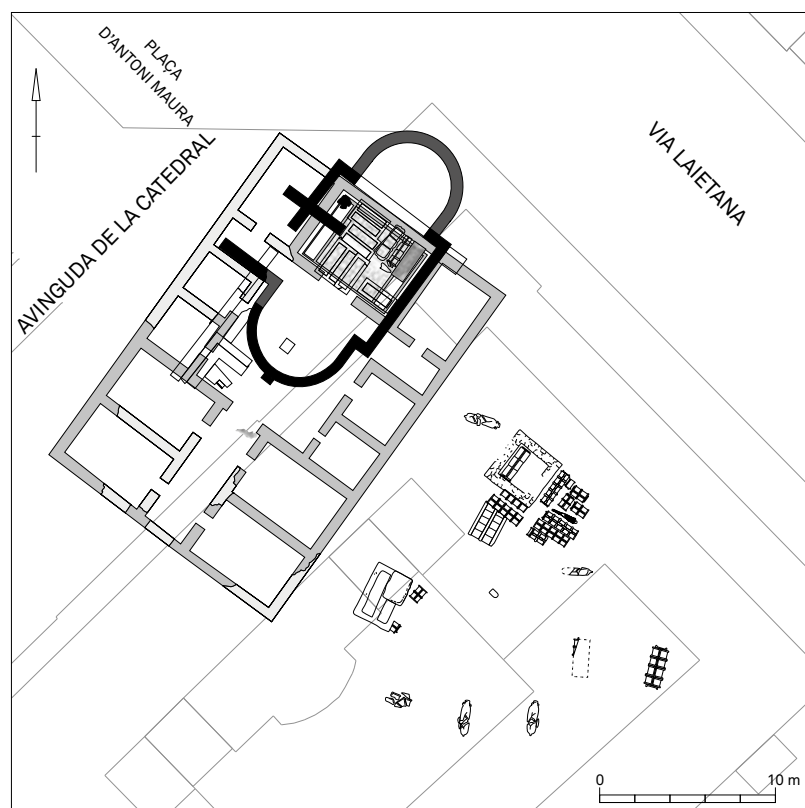 PLAÇA
D'ANTONI MAURA
AVINGUDA DE LA CATEDRAL
VIA LAIETANA
0 10 m